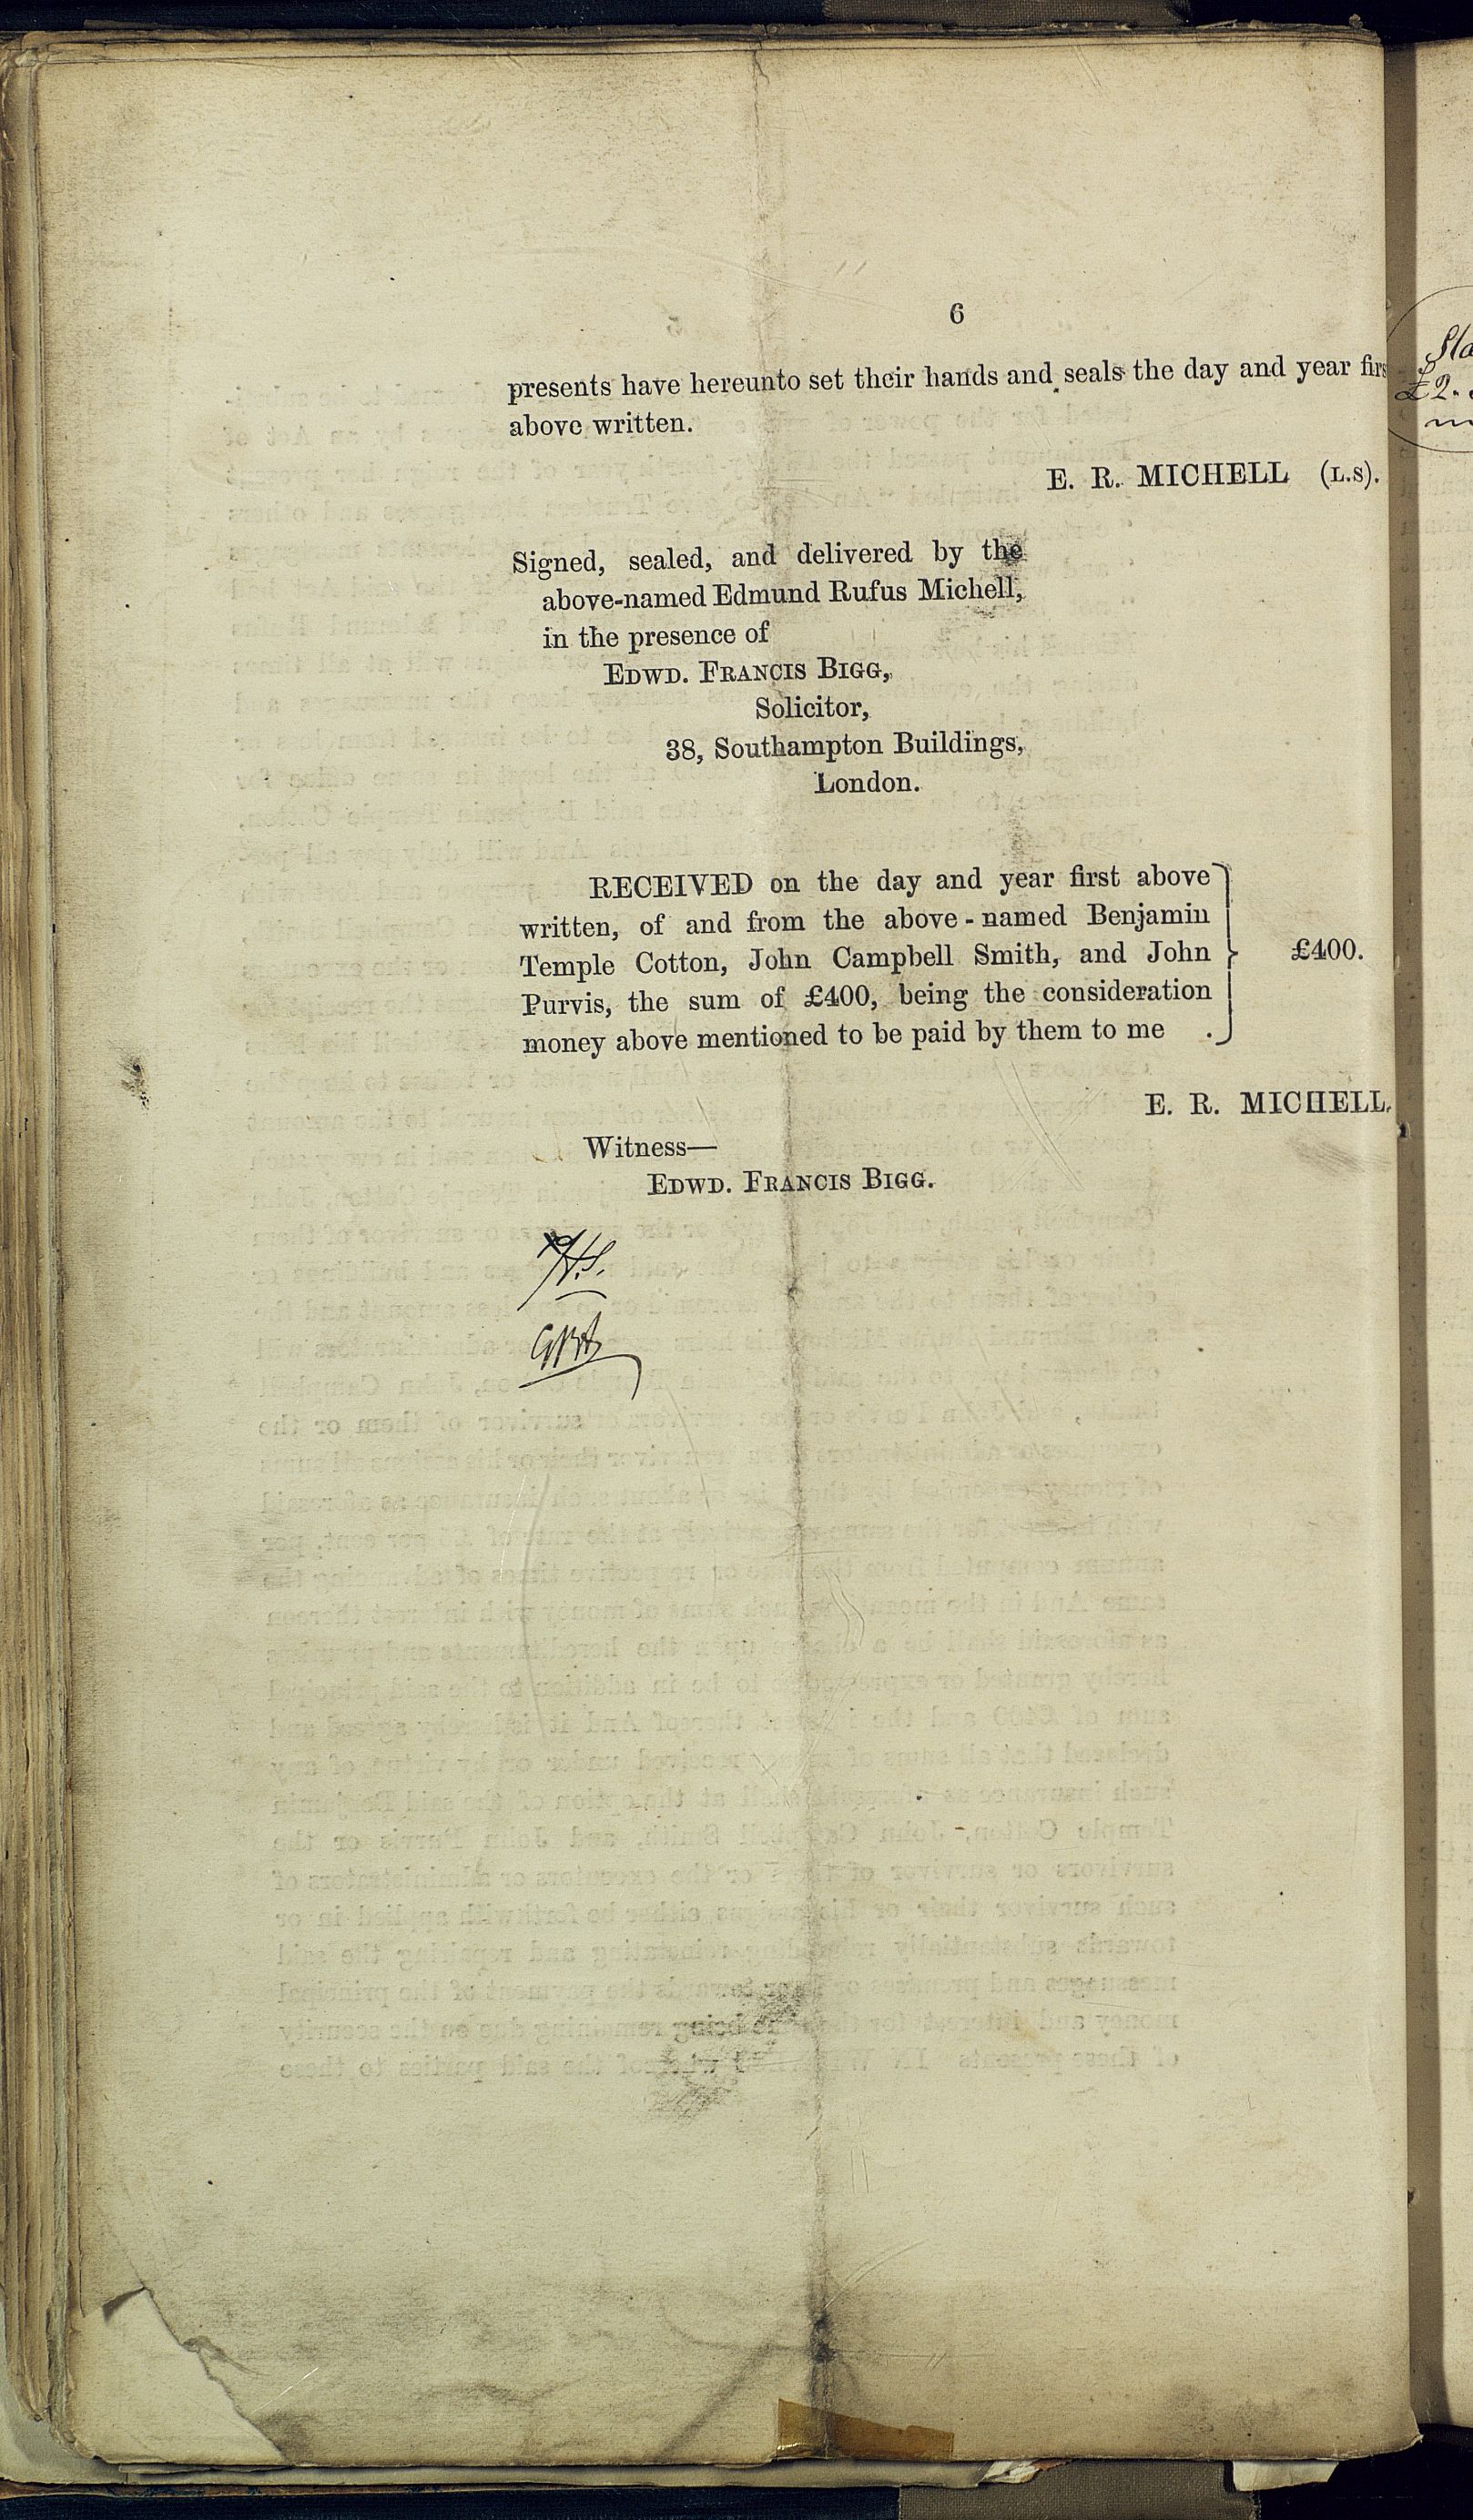 6
presents have hereunto set their hands and seals the day and year firs
above written.
E. R. MICHELL (L.S).
Signed, sealed, and delivered by the
above-named Edmund Rufus Michell,
in the presence of
EDWD. FRANCIS BIGG,
Solicitor,
38, Southampton Buildings,
London.
RECEIVED on the day and year first above
written, of and from the above-named Benjamin
Temple Cotton, John Campbell Smith, and John
Purvis, the sum of £400, being the consideration
money above mentioned to be paid by them to me .
£400.
E. R. MICHELL.
Witness—
EDWD. FRANCIS BIGG.